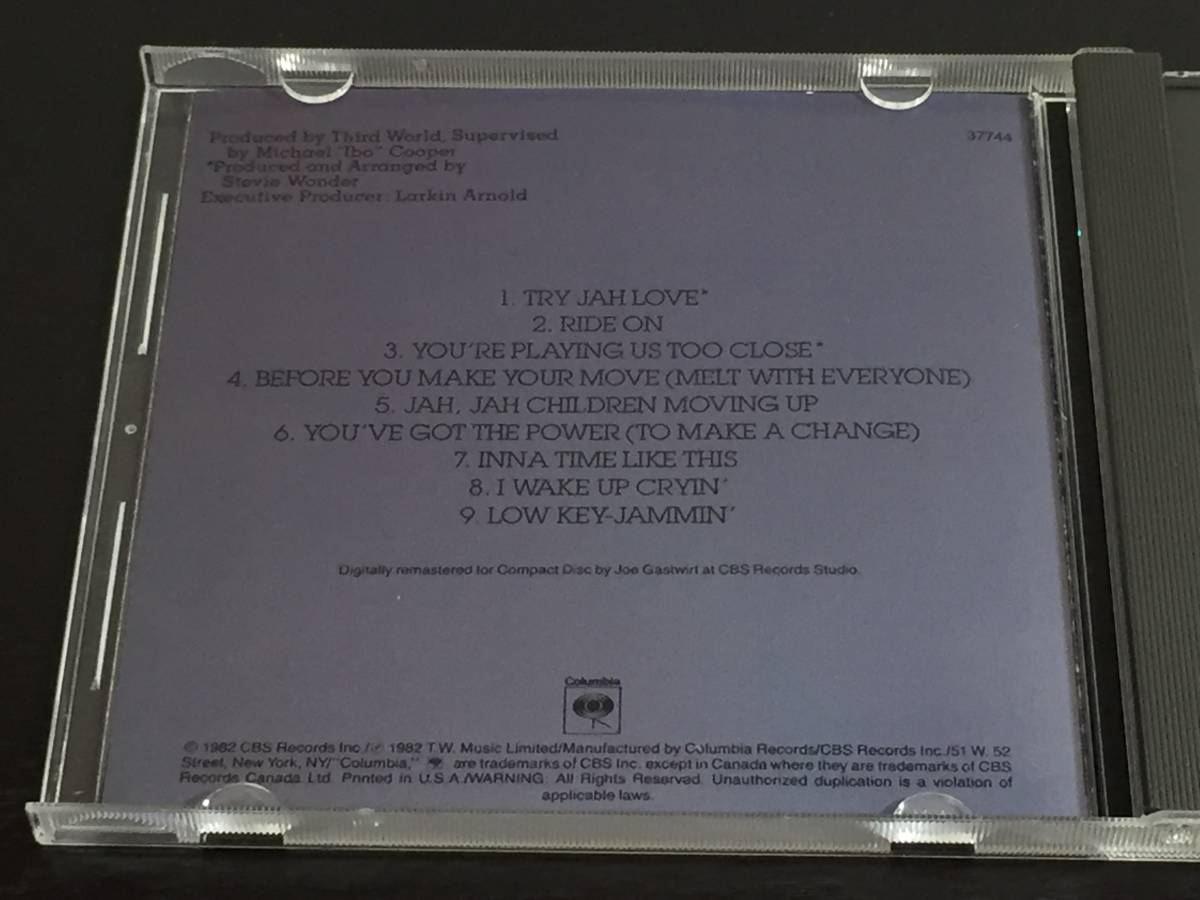 Produced by Third World, Supervised
by Michael "Ibo" Cooper
*Produced and Arranged by
Stevie Wonder
Executive Producer: Larkin Arnold
37744
1. TRY JAH LOVE*
2. RIDE ON
3. YOU'RE PLAYING US TOO CLOSE*
4. BEFORE YOU MAKE YOUR MOVE (MELT WITH EVERYONE)
5. JAH, JAH CHILDREN MOVING UP
6. YOU'VE GOT THE POWER (TO MAKE A CHANGE)
7. INNA TIME LIKE THIS
8. I WAKE UP CRYIN'
9. LOW KEY-JAMMIN'
Digitally remastered for Compact Disc by Joe Gastwirt at CBS Records Studio.
Columbia
© 1982 CBS Records Inc./℗ 1982 T.W. Music Limited/Manufactured by Columbia Records/CBS Records Inc./51 W. 52
Street, New York, NY/"Columbia," are trademarks of CBS Inc. except in Canada where they are trademarks of CBS
Records Canada Ltd. Printed in U.S.A./WARNING: All Rights Reserved. Unauthorized duplication is a violation of
applicable laws.